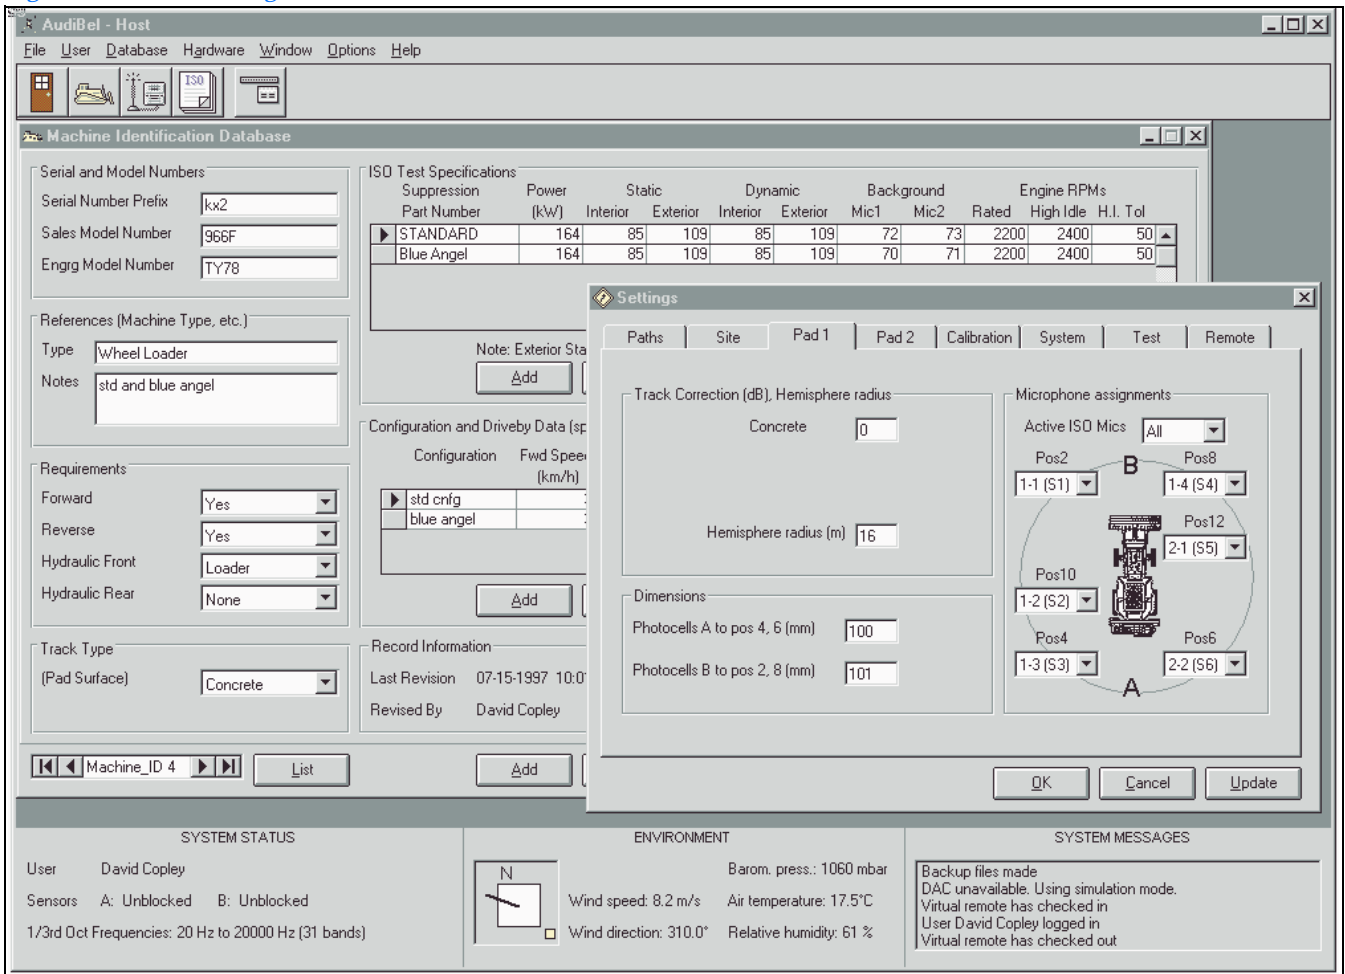 AudiBel - Host
File User Database Hardware Window Options Help
ISO
Machine Identification Database
Serial and Model Numbers
Serial Number Prefix kx2
Sales Model Number 966F
Engrg Model Number TY78
References (Machine Type, etc.)
Type Wheel Loader
Notes std and blue angel
Requirements
Forward Yes
Reverse Yes
Hydraulic Front Loader
Hydraulic Rear None
Track Type
(Pad Surface) Concrete
Machine_ID 4 List
ISO Test Specifications
Suppression Power Static Dynamic Background Engine RPMs
Part Number (kW) Interior Exterior Interior Exterior Mic1 Mic2 Rated High Idle H.I. Tol
STANDARD 164 85 109 85 109 72 73 2200 2400 50
Blue Angel 164 85 109 85 109 70 71 2200 2400 50
Note: Exterior Sta
Add
Configuration and Driveby Data (sp
Configuration Fwd Spee
(km/h)
std cnfg
blue angel
Add
Record Information
Last Revision 07-15-1997 10:0
Revised By David Copley
Add
Settings
Paths Site Pad 1 Pad 2 Calibration System Test Remote
Track Correction (dB), Hemisphere radius
Concrete 0
Hemisphere radius (m) 16
Dimensions
Photocells A to pos 4, 6 (mm) 100
Photocells B to pos 2, 8 (mm) 101
Microphone assignments
Active ISO Mics All
Pos2 B Pos8
1-1 (S1) 1-4 (S4)
Pos12
2-1 (S5)
Pos10
1-2 (S2)
Pos4 Pos6
1-3 (S3) 2-2 (S6)
A
OK Cancel Update
SYSTEM STATUS
User David Copley
Sensors A: Unblocked B: Unblocked
1/3rd Oct Frequencies: 20 Hz to 20000 Hz (31 bands)
ENVIRONMENT
N
Barom. press.: 1060 mbar
Wind speed: 8.2 m/s Air temperature: 17.5°C
Wind direction: 310.0° Relative humidity: 61 %
SYSTEM MESSAGES
Backup files made
DAC unavailable. Using simulation mode.
Virtual remote has checked in
User David Copley logged in
Virtual remote has checked out